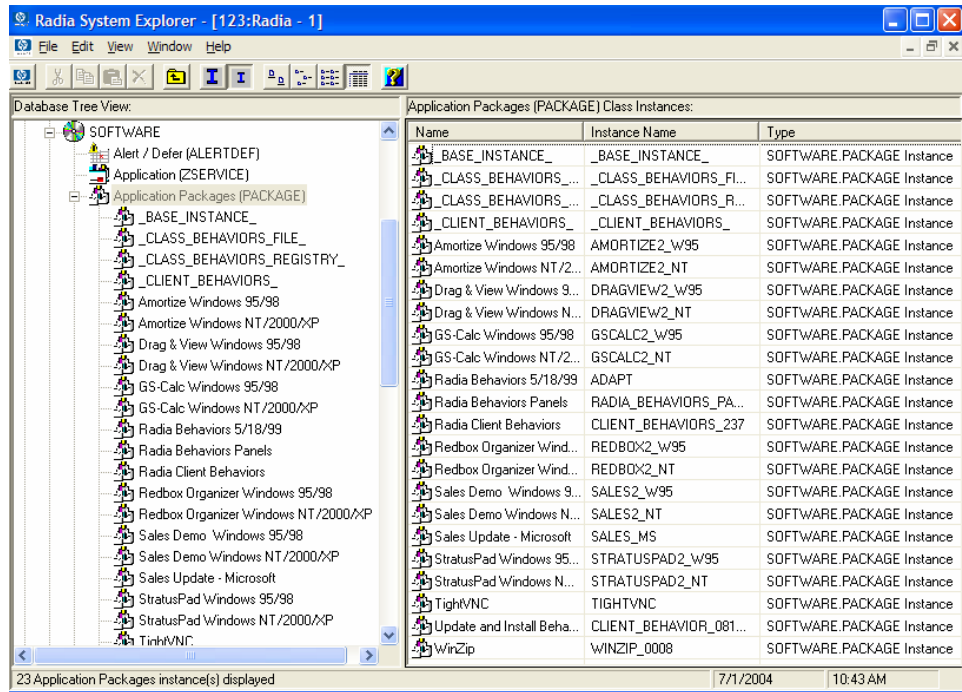 Radia System Explorer - [123:Radia - 1]
File Edit View Window Help
Database Tree View:
SOFTWARE
Alert / Defer (ALERTDEF)
Application (ZSERVICE)
Application Packages (PACKAGE)
_BASE_INSTANCE_
_CLASS_BEHAVIORS_FILE_
_CLASS_BEHAVIORS_REGISTRY_
_CLIENT_BEHAVIORS_
Amortize Windows 95/98
Amortize Windows NT/2000/XP
Drag & View Windows 95/98
Drag & View Windows NT/2000/XP
GS-Calc Windows 95/98
GS-Calc Windows NT/2000/XP
Radia Behaviors 5/18/99
Radia Behaviors Panels
Radia Client Behaviors
Redbox Organizer Windows 95/98
Redbox Organizer Windows NT/2000/XP
Sales Demo  Windows 95/98
Sales Demo Windows NT/2000/XP
Sales Update - Microsoft
StratusPad Windows 95/98
StratusPad Windows NT/2000/XP
TightVNC
Application Packages (PACKAGE) Class Instances:
Name Instance Name Type
_BASE_INSTANCE_ _BASE_INSTANCE_ SOFTWARE.PACKAGE Instance
_CLASS_BEHAVIORS_... _CLASS_BEHAVIORS_FI... SOFTWARE.PACKAGE Instance
_CLASS_BEHAVIORS_... _CLASS_BEHAVIORS_R... SOFTWARE.PACKAGE Instance
_CLIENT_BEHAVIORS_ _CLIENT_BEHAVIORS_ SOFTWARE.PACKAGE Instance
Amortize Windows 95/98 AMORTIZE2_W95 SOFTWARE.PACKAGE Instance
Amortize Windows NT/2... AMORTIZE2_NT SOFTWARE.PACKAGE Instance
Drag & View Windows 9... DRAGVIEW2_W95 SOFTWARE.PACKAGE Instance
Drag & View Windows N... DRAGVIEW2_NT SOFTWARE.PACKAGE Instance
GS-Calc Windows 95/98 GSCALC2_W95 SOFTWARE.PACKAGE Instance
GS-Calc Windows NT/2... GSCALC2_NT SOFTWARE.PACKAGE Instance
Radia Behaviors 5/18/99 ADAPT SOFTWARE.PACKAGE Instance
Radia Behaviors Panels RADIA_BEHAVIORS_PA... SOFTWARE.PACKAGE Instance
Radia Client Behaviors CLIENT_BEHAVIORS_237 SOFTWARE.PACKAGE Instance
Redbox Organizer Wind... REDBOX2_W95 SOFTWARE.PACKAGE Instance
Redbox Organizer Wind... REDBOX2_NT SOFTWARE.PACKAGE Instance
Sales Demo  Windows 9... SALES2_W95 SOFTWARE.PACKAGE Instance
Sales Demo Windows N... SALES2_NT SOFTWARE.PACKAGE Instance
Sales Update - Microsoft SALES_MS SOFTWARE.PACKAGE Instance
StratusPad Windows 95... STRATUSPAD2_W95 SOFTWARE.PACKAGE Instance
StratusPad Windows N... STRATUSPAD2_NT SOFTWARE.PACKAGE Instance
TightVNC TIGHTVNC SOFTWARE.PACKAGE Instance
Update and Install Beha... CLIENT_BEHAVIOR_081... SOFTWARE.PACKAGE Instance
WinZip WINZIP_0008 SOFTWARE.PACKAGE Instance
23 Application Packages instance(s) displayed 7/1/2004 10:43 AM